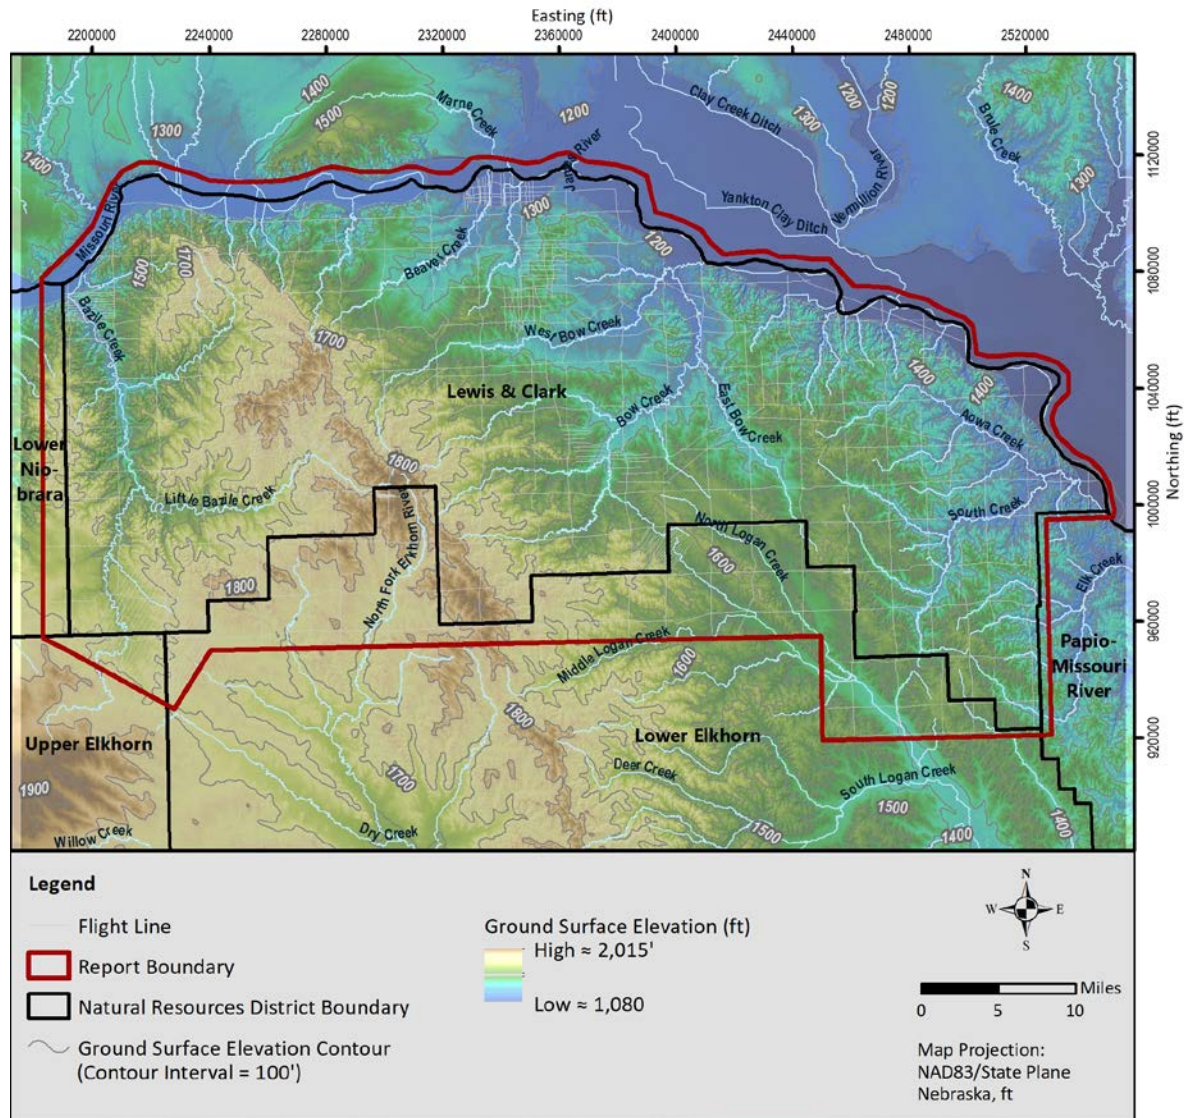 Easting (ft)
2200000 2240000 2280000 2320000 2360000 2400000 2440000 2480000 2520000
1400
1500
Marne Creek
1200
Clay Creek Ditch
1300
1200
1200
1400
Brule Creek
1300
1400
1300
James River
Vermillion River
Yankton Clay Ditch
1120000
Missouri River
1500
1700
1300
Beaver Creek
1200
1080000
Bazile Creek
1700
West Bow Creek
Lewis & Clark
Bow Creek
East Bow Creek
1400
1400
Aowa Creek
1040000
Northing (ft)
Lower
Nio-
brara
1800
Little Bazile Creek
North Fork Elkhorn River
North Logan Creek
South Creek
1000000
1800
1600
Elk Creek
960000
Middle Logan Creek
1600
Papio-
Missouri
River
Upper Elkhorn
1800
Lower Elkhorn
920000
1700
Deer Creek
South Logan Creek
1900
1500
Willow Creek
Dry Creek
1500
1400
1400
Legend
Flight Line
Report Boundary
Natural Resources District Boundary
Ground Surface Elevation Contour
(Contour Interval = 100')
Ground Surface Elevation (ft)
High ≈ 2,015'
Low ≈ 1,080
N
W E
S
Miles
0 5 10
Map Projection:
NAD83/State Plane
Nebraska, ft